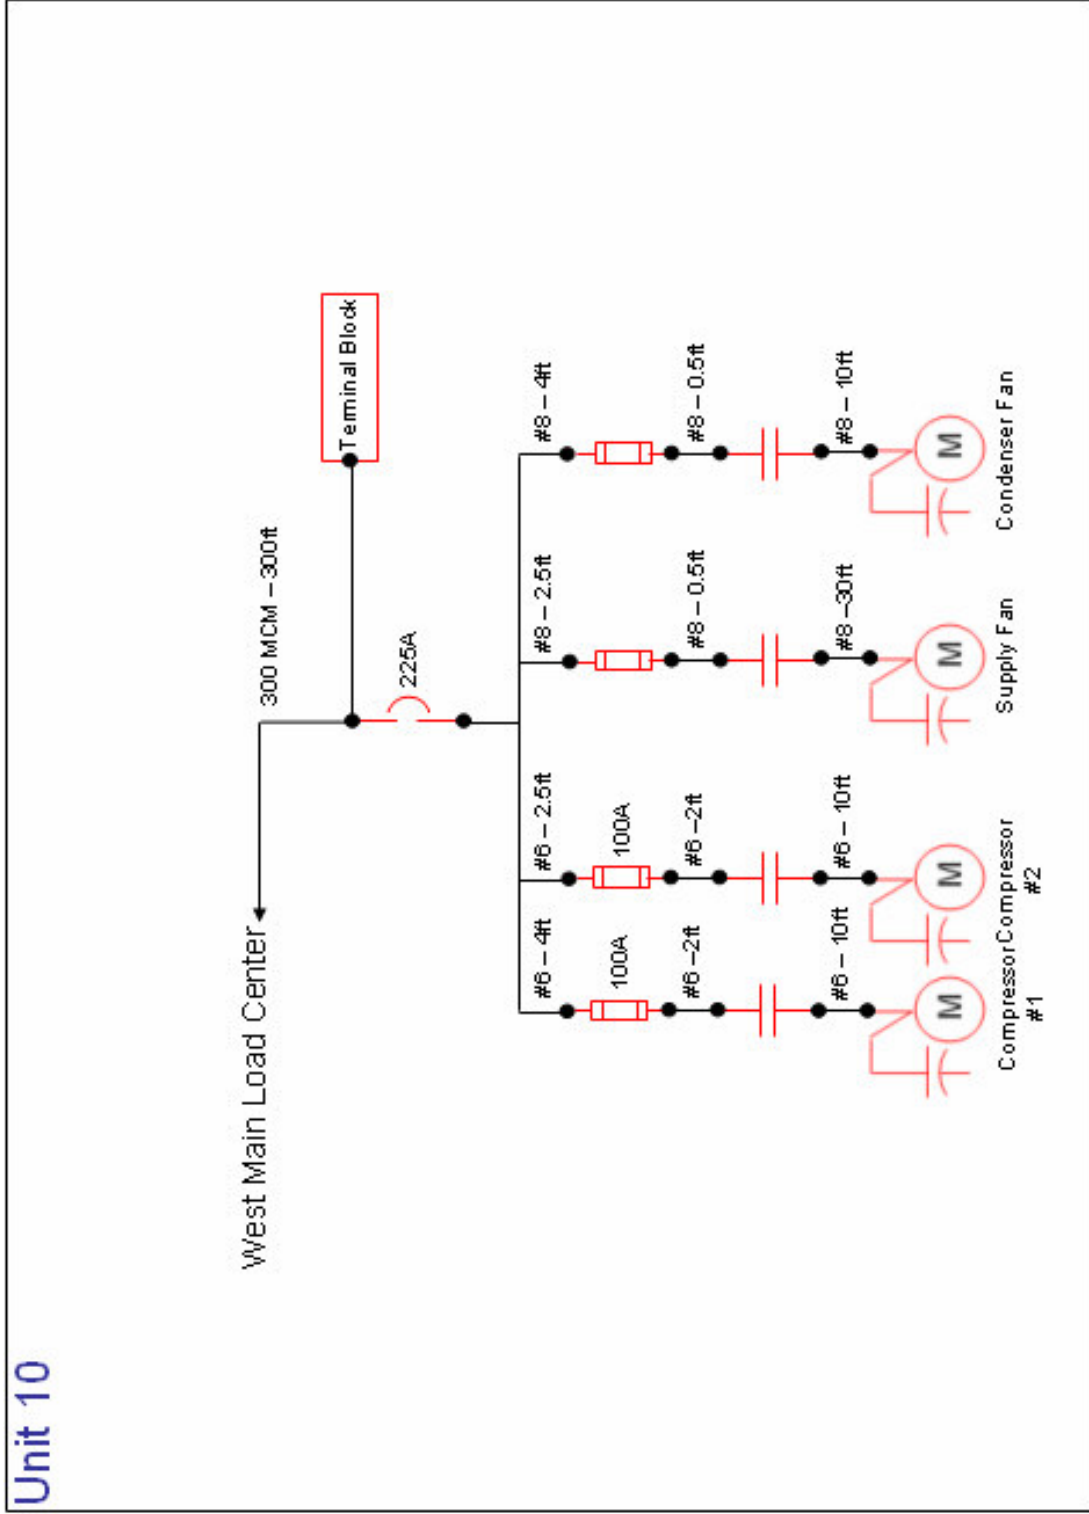 Unit 10
West Main Load Center
300 MCM –300ft
Terminal Block
225A
#6 – 4ft
#6 – 2.5ft
#8 – 2.5ft
#8 – 4ft
100A
100A
#6 –2ft
#6 –2ft
#8 – 0.5ft
#8 – 0.5ft
#6 – 10ft
#6 – 10ft
#8 –30ft
#8 – 10ft
M
M
M
M
Compressor
#1
Compressor
#2
Supply Fan
Condenser Fan